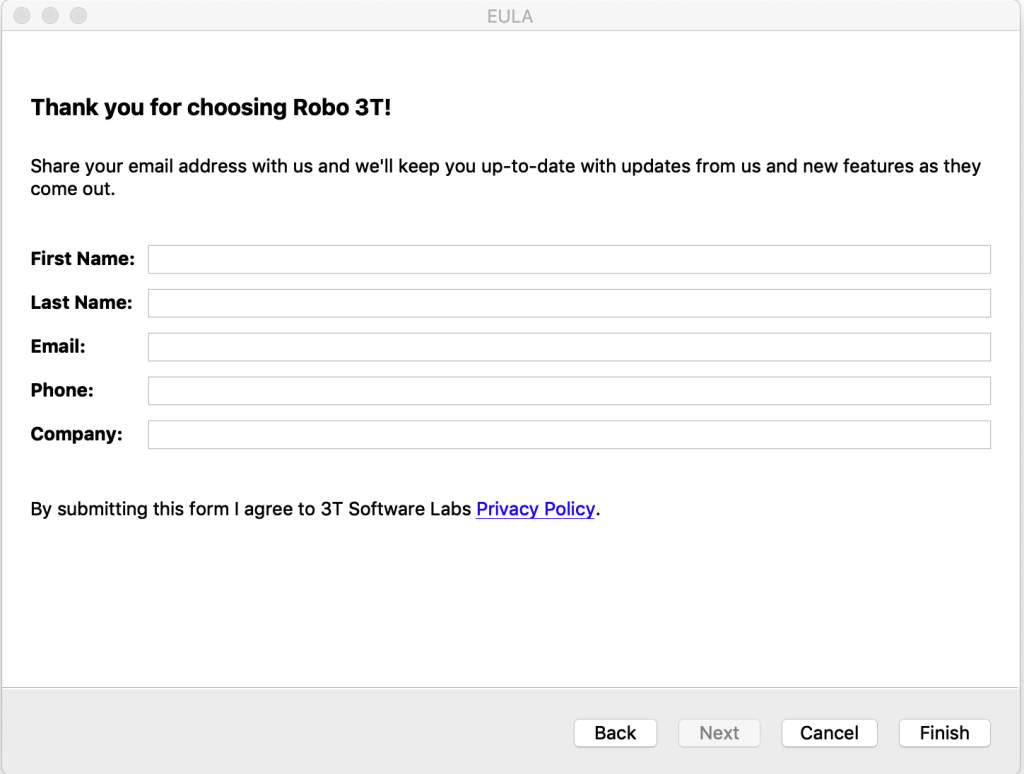 EULA
Thank you for choosing Robo 3T!
Share your email address with us and we'll keep you up-to-date with updates from us and new features as they
come out.
First Name:
Last Name:
Email:
Phone:
Company:
By submitting this form I agree to 3T Software Labs Privacy Policy.
Back Next Cancel Finish